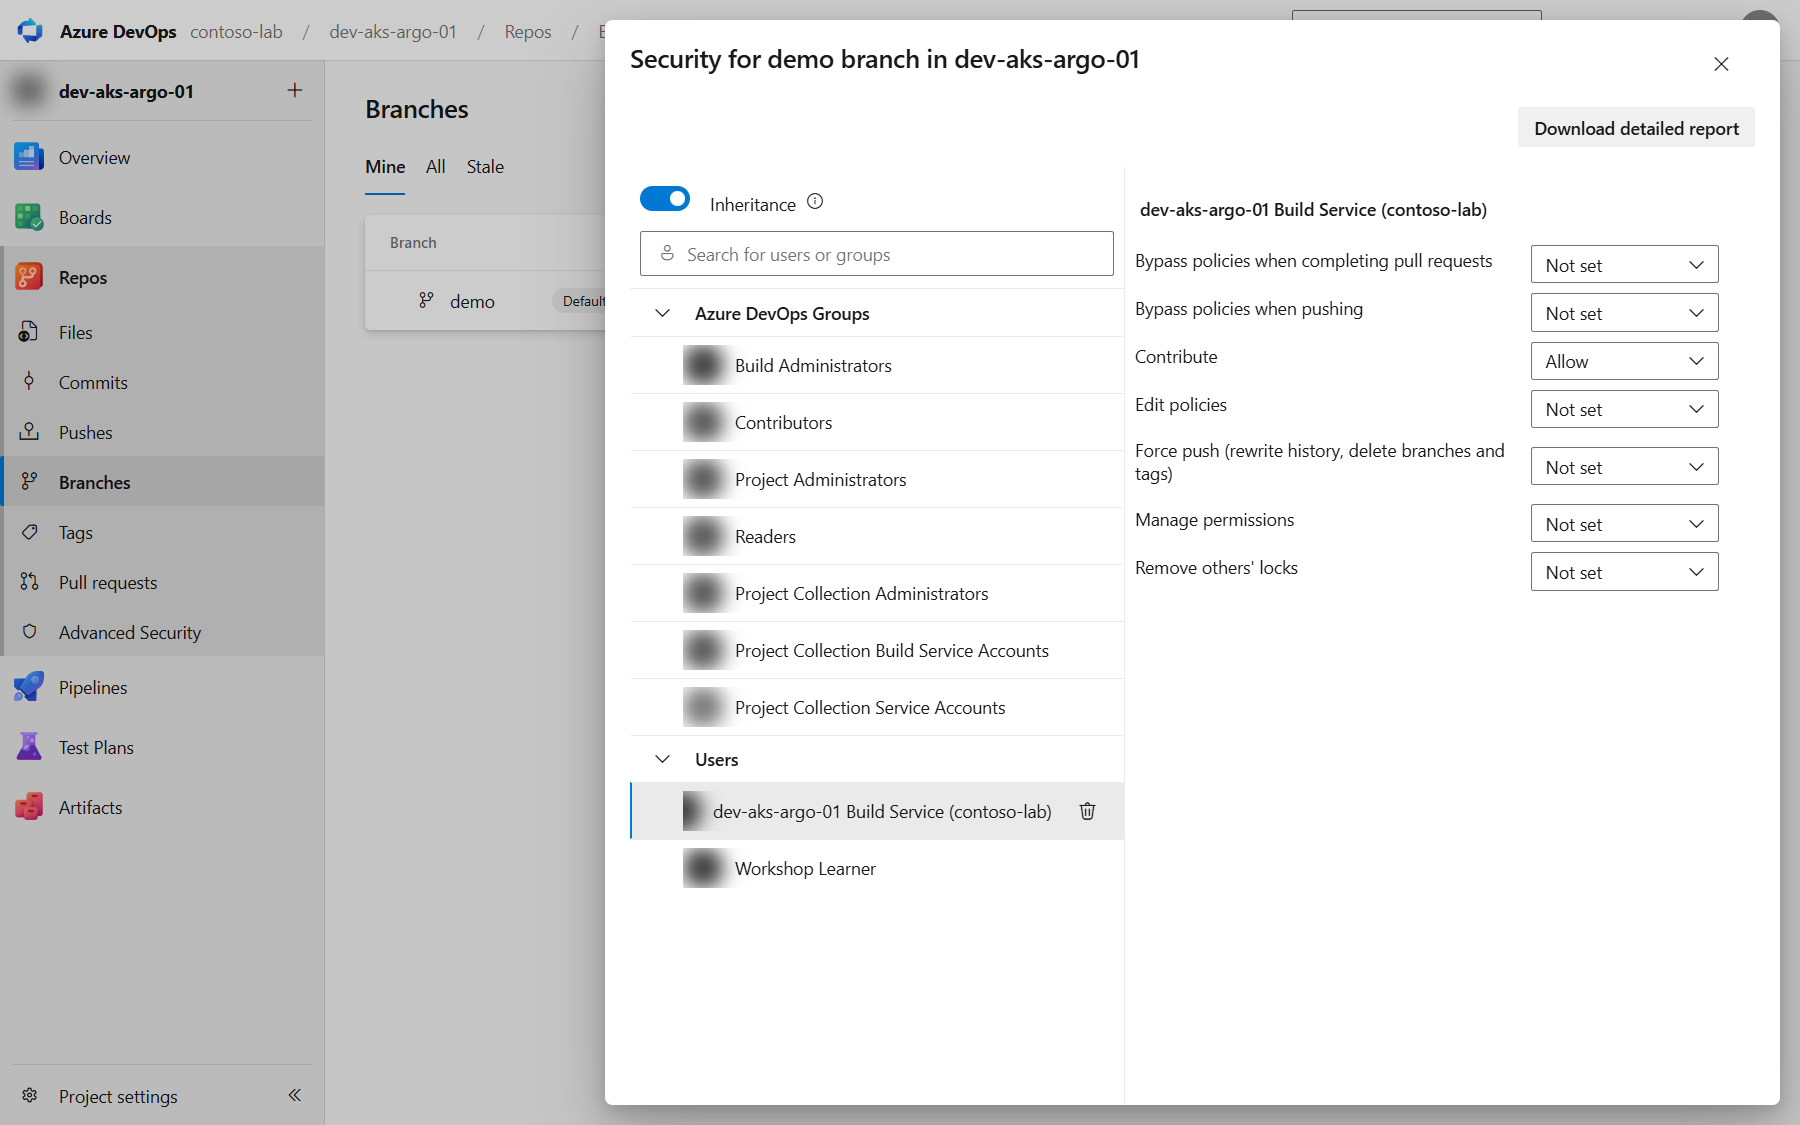 Azure DevOps contoso-lab / dev-aks-argo-01 / Repos /
dev-aks-argo-01
Overview
Boards
Repos
Files
Commits
Pushes
Branches
Tags
Pull requests
Advanced Security
Pipelines
Test Plans
Artifacts
Project settings
Branches
Mine All Stale
Branch
demo Default
Security for demo branch in dev-aks-argo-01
Download detailed report
Inheritance
Search for users or groups
Azure DevOps Groups
Build Administrators
Contributors
Project Administrators
Readers
Project Collection Administrators
Project Collection Build Service Accounts
Project Collection Service Accounts
Users
dev-aks-argo-01 Build Service (contoso-lab)
Workshop Learner
dev-aks-argo-01 Build Service (contoso-lab)
Bypass policies when completing pull requests Not set
Bypass policies when pushing Not set
Contribute Allow
Edit policies Not set
Force push (rewrite history, delete branches and
tags) Not set
Manage permissions Not set
Remove others' locks Not set